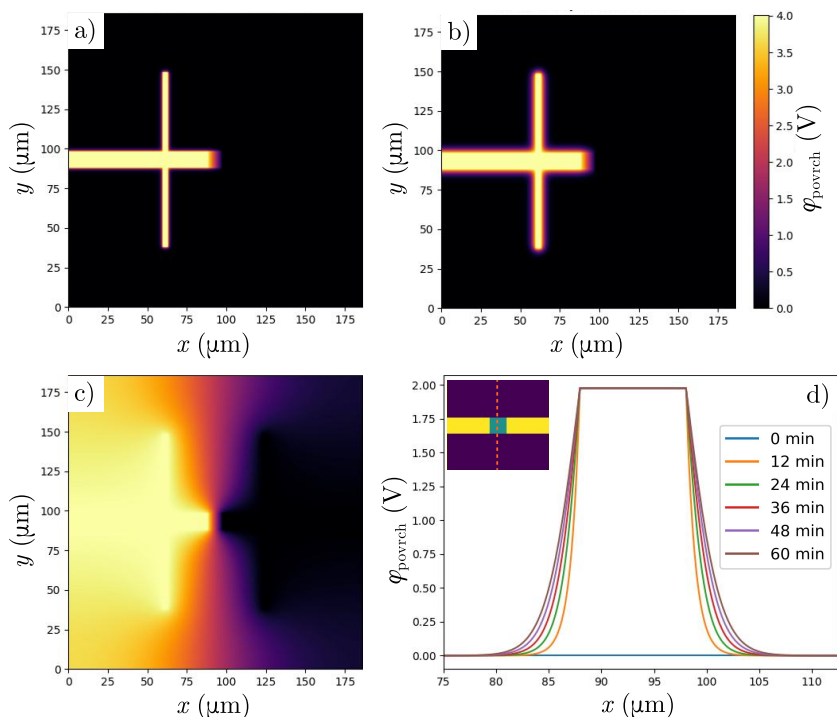 a)
175
150
125
100
75
50
25
0
y (µm)
0 25 50 75 100 125 150 175
x (µm)
b)
175
150
125
100
75
50
25
0
y (µm)
0 25 50 75 100 125 150 175
x (µm)
4.0
3.5
3.0
2.5
2.0
1.5
1.0
0.5
0.0
φpovrch (V)
c)
175
150
125
100
75
50
25
0
y (µm)
0 25 50 75 100 125 150 175
x (µm)
d)
2.00
1.75
1.50
1.25
1.00
0.75
0.50
0.25
0.00
φpovrch (V)
0 min
12 min
24 min
36 min
48 min
60 min
75 80 85 90 95 100 105 110
x (µm)